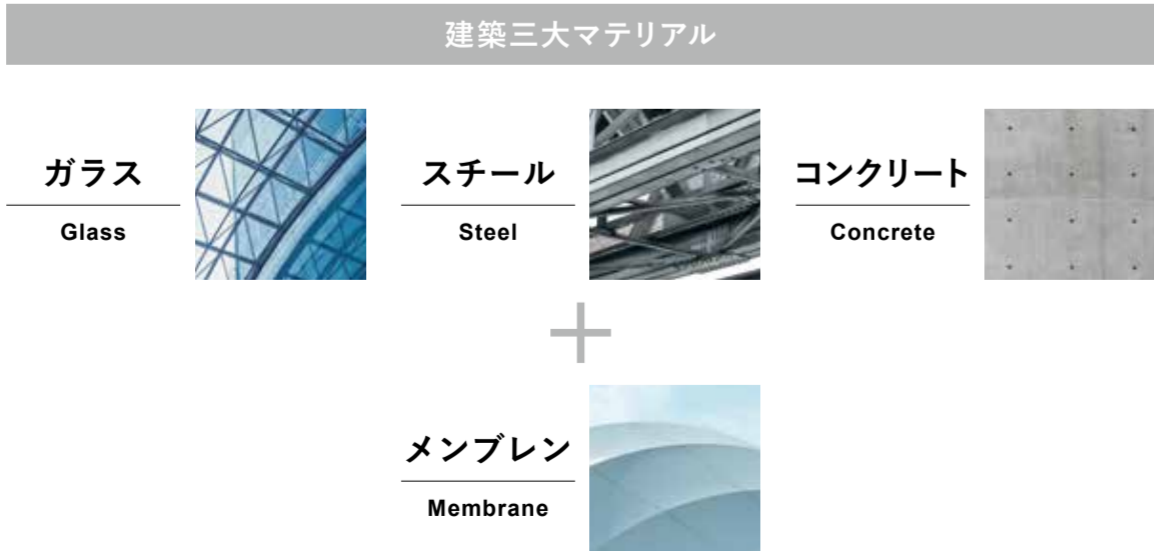 建築三大マテリアル
ガラス
Glass
スチール
Steel
コンクリート
Concrete
+
メンブレン
Membrane